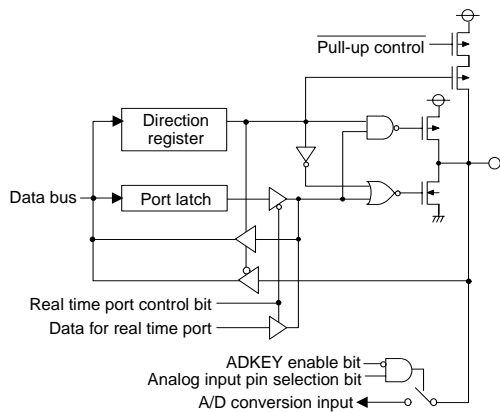 Pull-up control
Direction
register
Data bus
Port latch
Real time port control bit
Data for real time port
ADKEY enable bit
Analog input pin selection bit
A/D conversion input